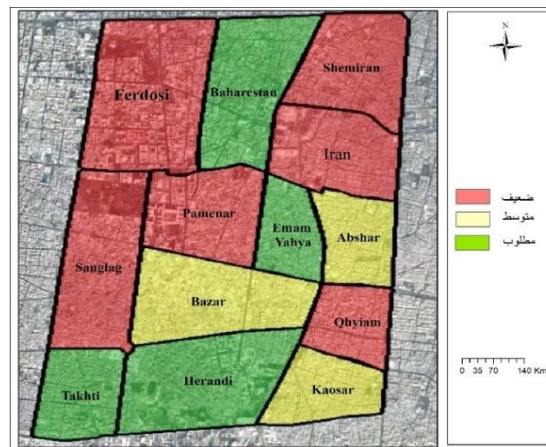 N
Shemiran
Ferdosi
Baharestan
Iran
Pamenar
Emam
Yahya
Abshar
Sanglag
Bazar
Qhyiam
Takhti
Herandi
Kaosar
ضعیف
متوسط
مطلوب
0 35 70 140 Km